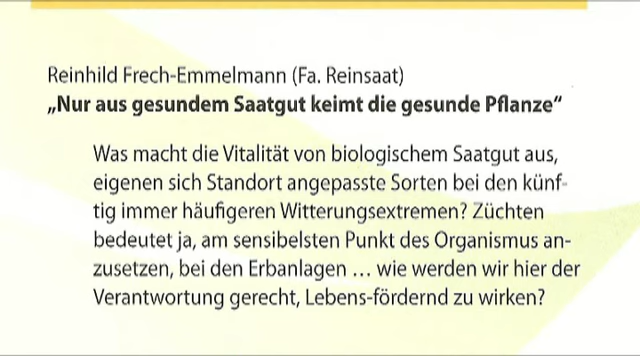 Reinhild Frech-Emmelmann (Fa. Reinsaat)
„Nur aus gesundem Saatgut keimt die gesunde Pflanze“
Was macht die Vitalität von biologischem Saatgut aus,
eigenen sich Standort angepasste Sorten bei den künf-
tig immer häufigeren Witterungsextremen? Züchten
bedeutet ja, am sensibelsten Punkt des Organismus an-
zusetzen, bei den Erbanlagen ... wie werden wir hier der
Verantwortung gerecht, Lebens-fördernd zu wirken?